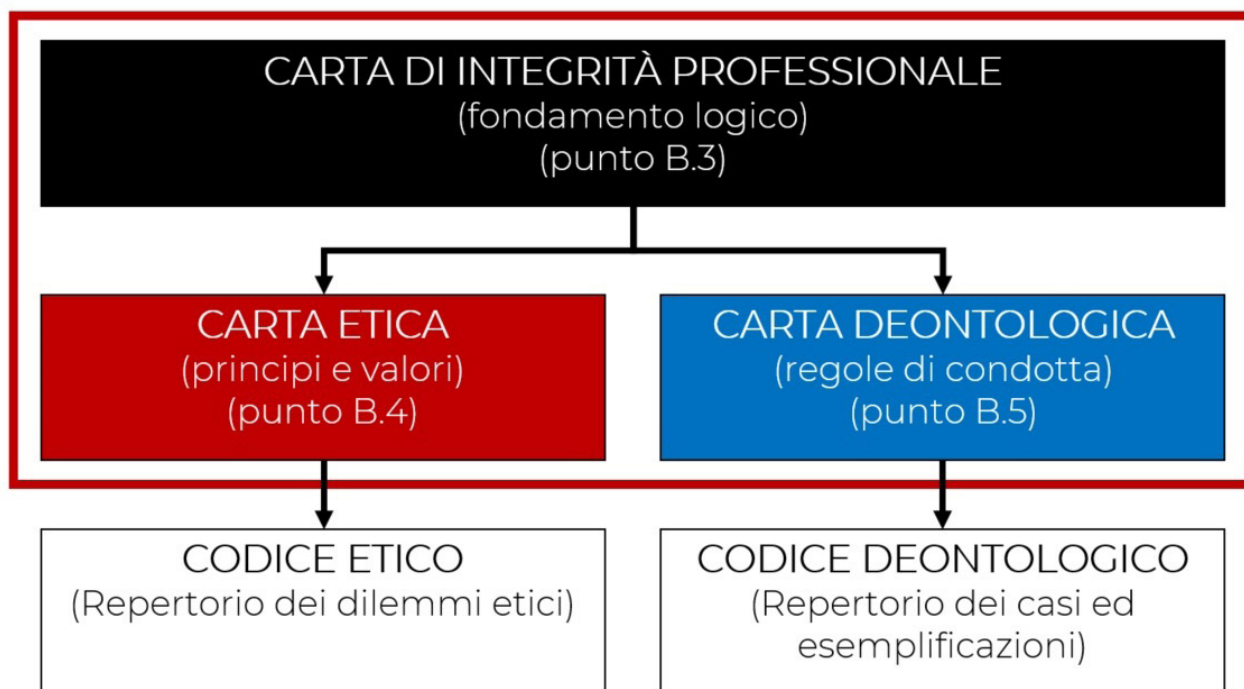 CARTA DI INTEGRITÀ PROFESSIONALE
(fondamento logico)
(punto B.3)
CARTA ETICA
(principi e valori)
(punto B.4)
CARTA DEONTOLOGICA
(regole di condotta)
(punto B.5)
CODICE ETICO
(Repertorio dei dilemmi etici)
CODICE DEONTOLOGICO
(Repertorio dei casi ed
esemplificazioni)